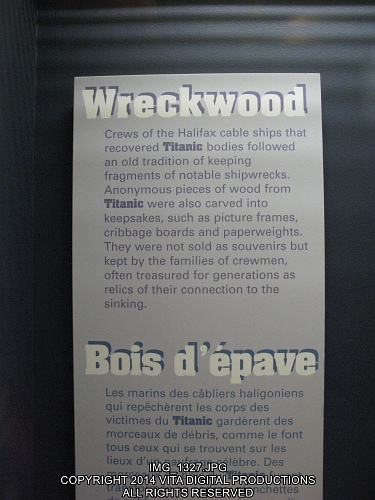 Wreckwood
Crews of the Halifax cable ships that
recovered Titanic bodies followed
an old tradition of keeping
fragments of notable shipwrecks.
Anonymous pieces of wood from
Titanic were also carved into
keepsakes, such as picture frames,
cribbage boards and paperweights.
They were not sold as souvenirs but
kept by the families of crewmen,
often treasured for generations as
relics of their connection to the
sinking.
Bois d'épave
Les marins des câbliers haligoniens
qui repêchèrent les corps des
victimes du Titanic gardèrent des
morceaux de débris, comme le font
tous ceux qui se trouvent sur les
lieux d'un naufrage célèbre. Des
IMG_1327.JPG
COPYRIGHT 2014 VITA DIGITAL PRODUCTIONS
ALL RIGHTS RESERVED